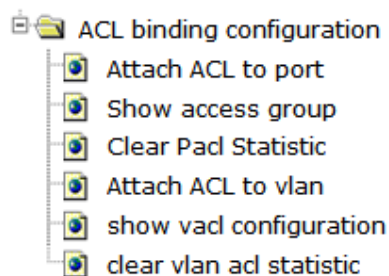 ACL binding configuration
Attach ACL to port
Show access group
Clear Pacl Statistic
Attach ACL to vlan
show vacl configuration
clear vlan acl statistic